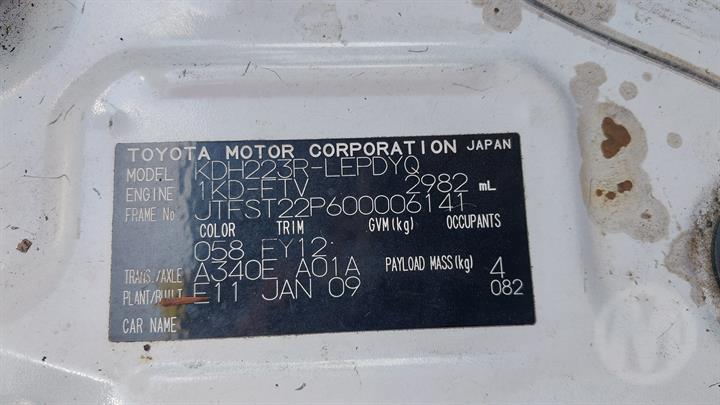 TOYOTA MOTOR CORPORATION JAPAN
MODEL KDH223R-LEPDYQ
ENGINE 1KD-FTV 2982 mL
FRAME No JTFST22P600006141
COLOR TRIM GVM(kg) OCCUPANTS
058 FY12
TRANS./AXLE A340E A01A PAYLOAD MASS(kg) 4
PLANT/BUILT E11 JAN 09 082
CAR NAME